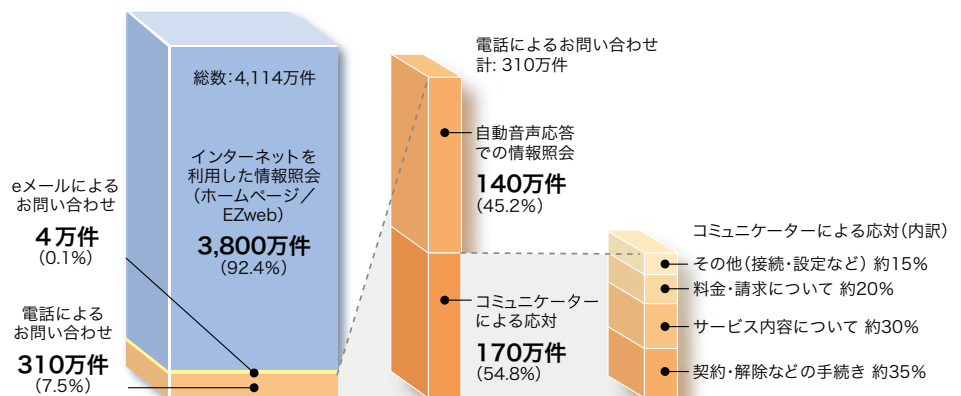 総数：4,114万件
インターネットを
利用した情報照会
（ホームページ／
EZweb）
3,800万件
（92.4％）
eメールによる
お問い合わせ
4万件
（0.1％）
電話による
お問い合わせ
310万件
（7.5％）
電話によるお問い合わせ
計：310万件
自動音声応答
での情報照会
140万件
（45.2％）
コミュニケーター
による応対
170万件
（54.8％）
コミュニケーターによる応対（内訳）
その他（接続・設定など） 約15％
料金・請求について 約20％
サービス内容について 約30％
契約・解除などの手続き 約35％